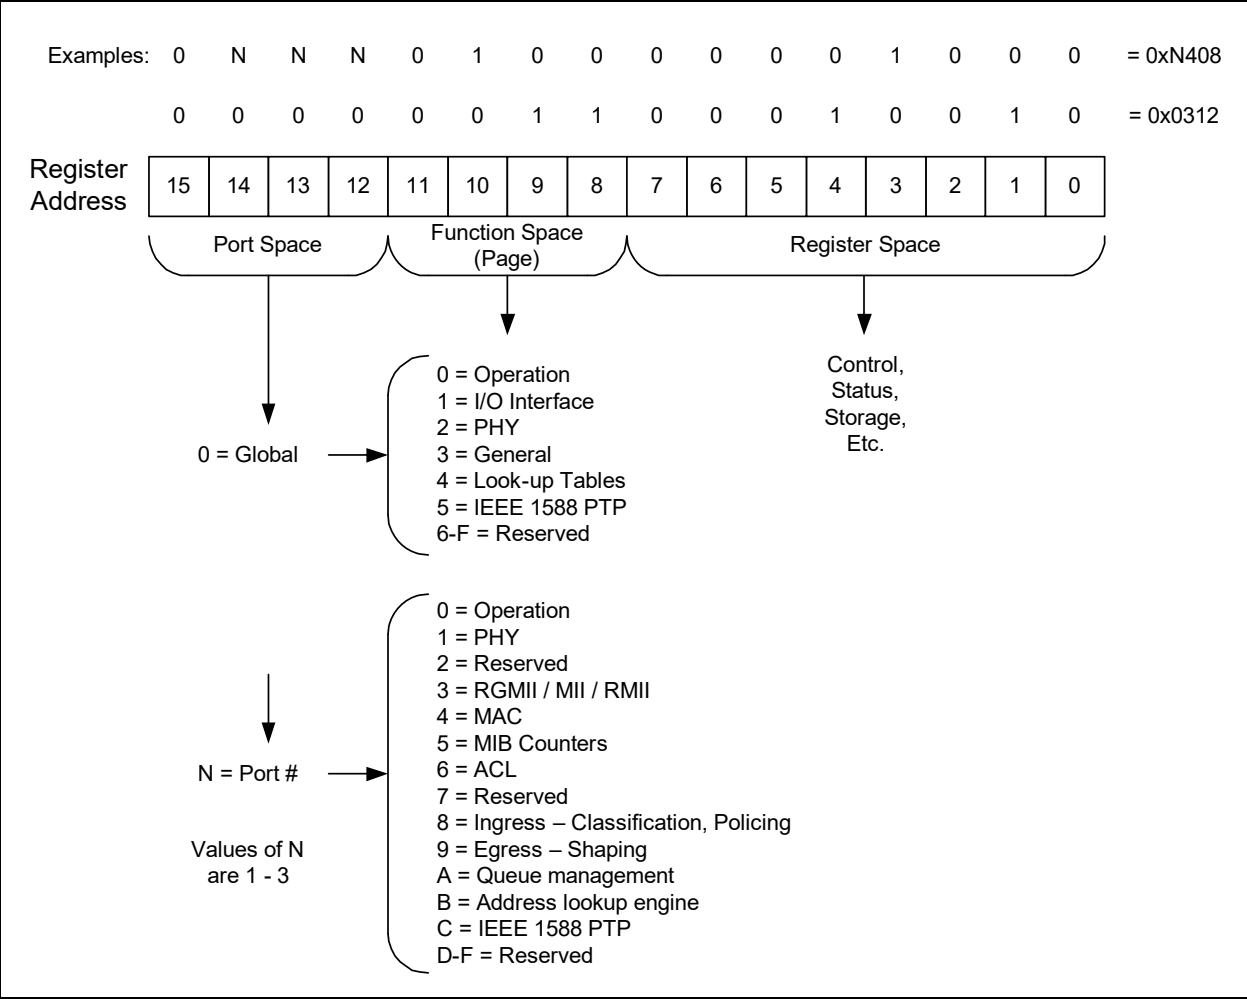 Examples: 0 N N N 0 1 0 0 0 0 0 0 1 0 0 0 = 0xN408
0 0 0 0 0 0 1 1 0 0 0 1 0 0 1 0 = 0x0312
Register
Address
15 14 13 12 11 10 9 8 7 6 5 4 3 2 1 0
Port Space
Function Space
(Page)
Register Space
0 = Global
0 = Operation
1 = I/O Interface
2 = PHY
3 = General
4 = Look-up Tables
5 = IEEE 1588 PTP
6-F = Reserved
Control,
Status,
Storage,
Etc.
N = Port #
Values of N
are 1 - 3
0 = Operation
1 = PHY
2 = Reserved
3 = RGMII / MII / RMII
4 = MAC
5 = MIB Counters
6 = ACL
7 = Reserved
8 = Ingress – Classification, Policing
9 = Egress – Shaping
A = Queue management
B = Address lookup engine
C = IEEE 1588 PTP
D-F = Reserved